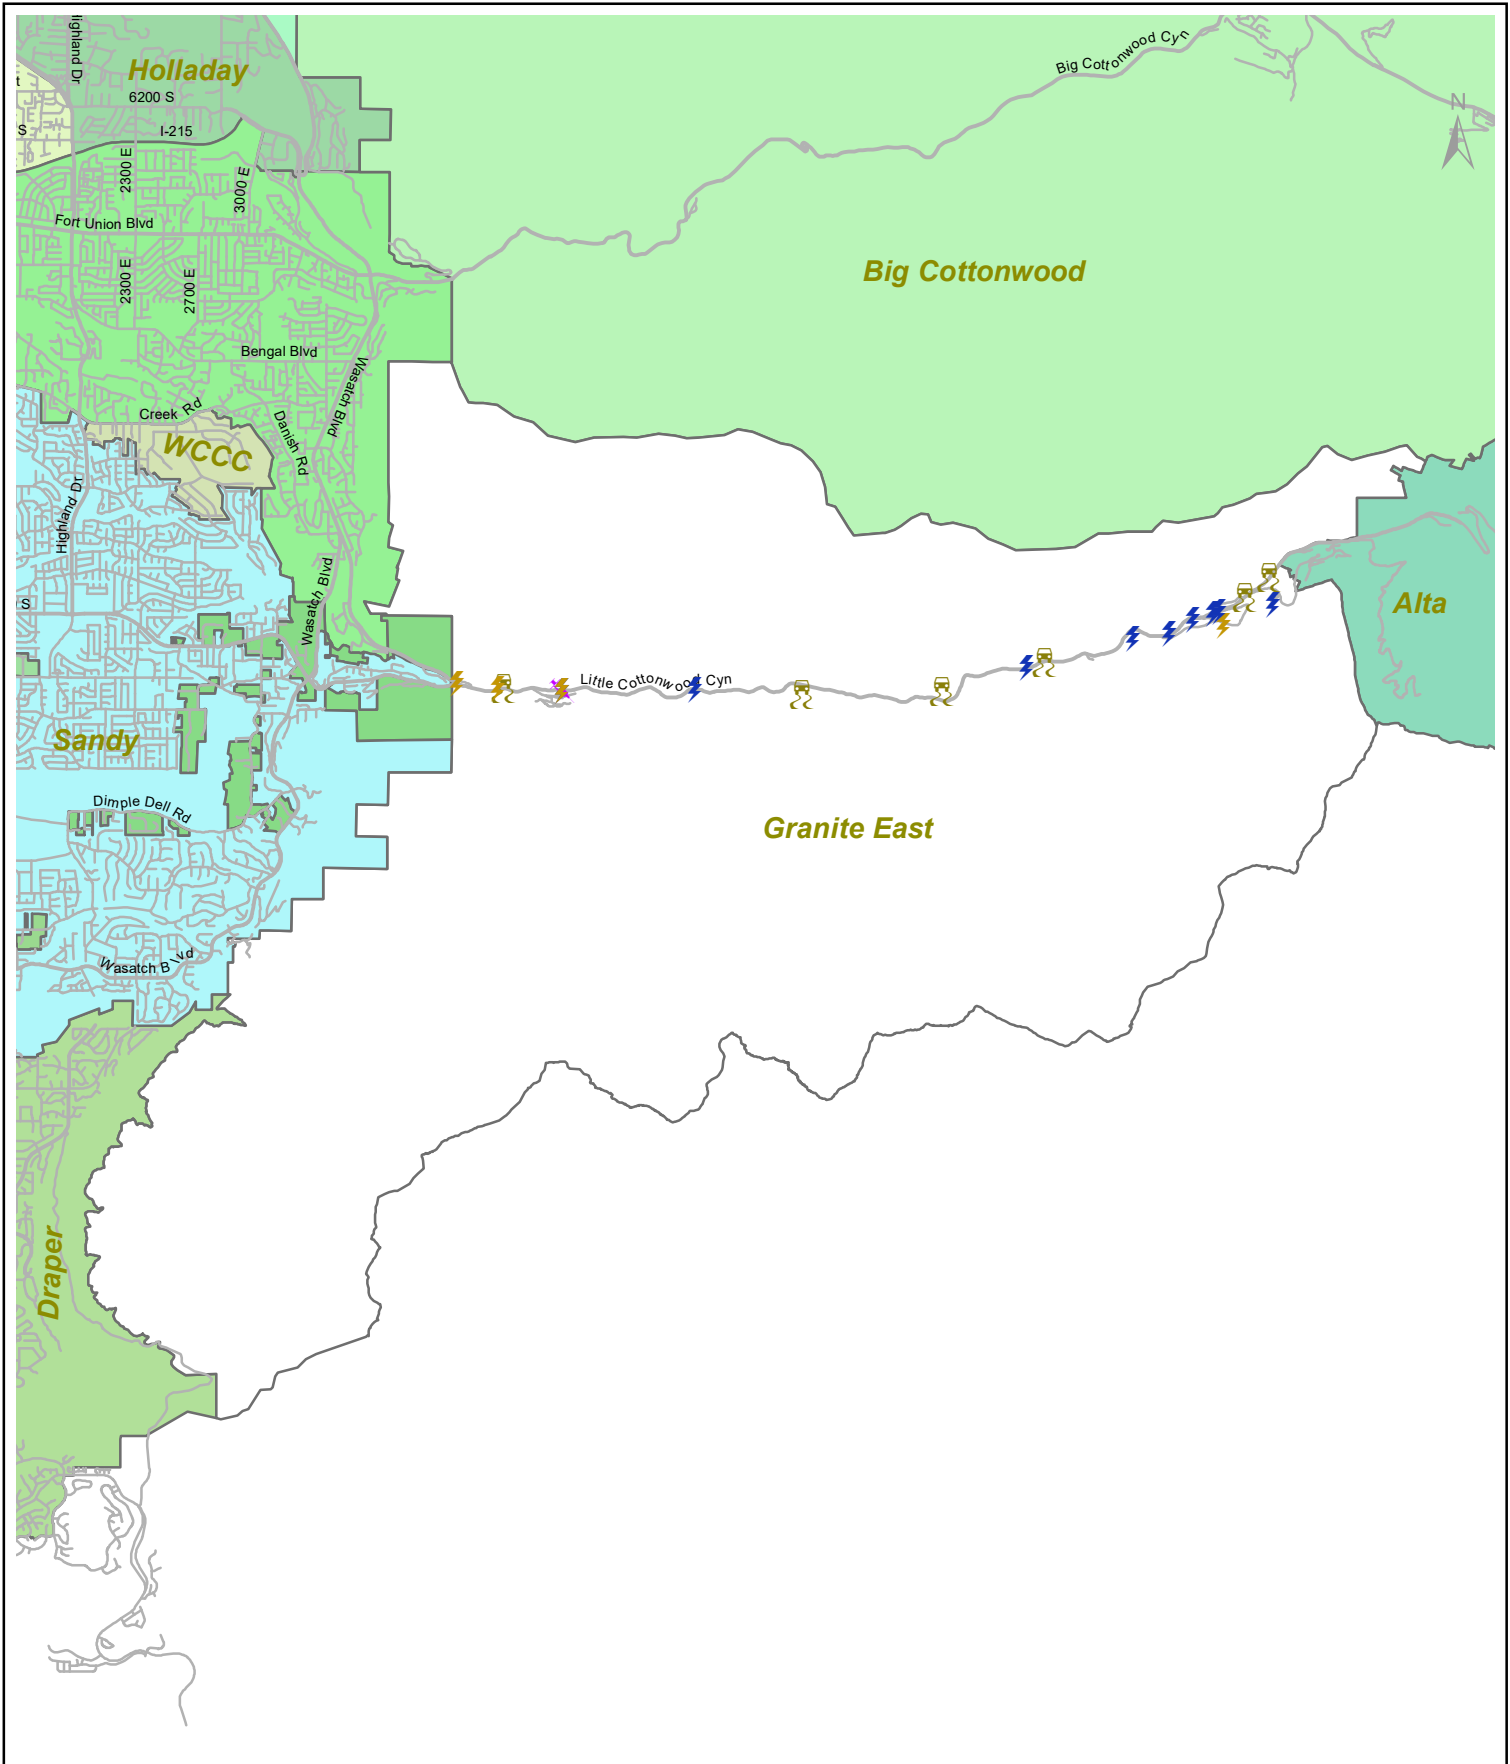 Highland Dr
Holladay
Big Cottonwood Cyn
t
6200 S
N
S
I-215
2300 E
3000 E
Fort Union Blvd
2300 E
2700 E
Big Cottonwood
Bengal Blvd
Wasatch Blvd
Creek Rd
Danish Rd
WCCC
Highland Dr
Wasatch Blvd
S
Alta
Little Cottonwood Cyn
Sandy
Dimple Dell Rd
Granite East
Wasatch Blvd
Draper